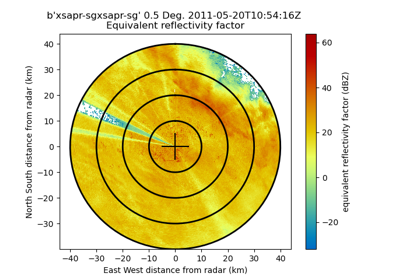 b'xsapr-sgxsapr-sg' 0.5 Deg. 2011-05-20T10:54:16Z
Equivalent reflectivity factor
North South distance from radar (km)
40
30
20
10
0
−10
−20
−30
−40 −30 −20 −10 0 10 20 30 40
East West distance from radar (km)
60
40
20
0
−20
equivalent reflectivity factor (dBZ)